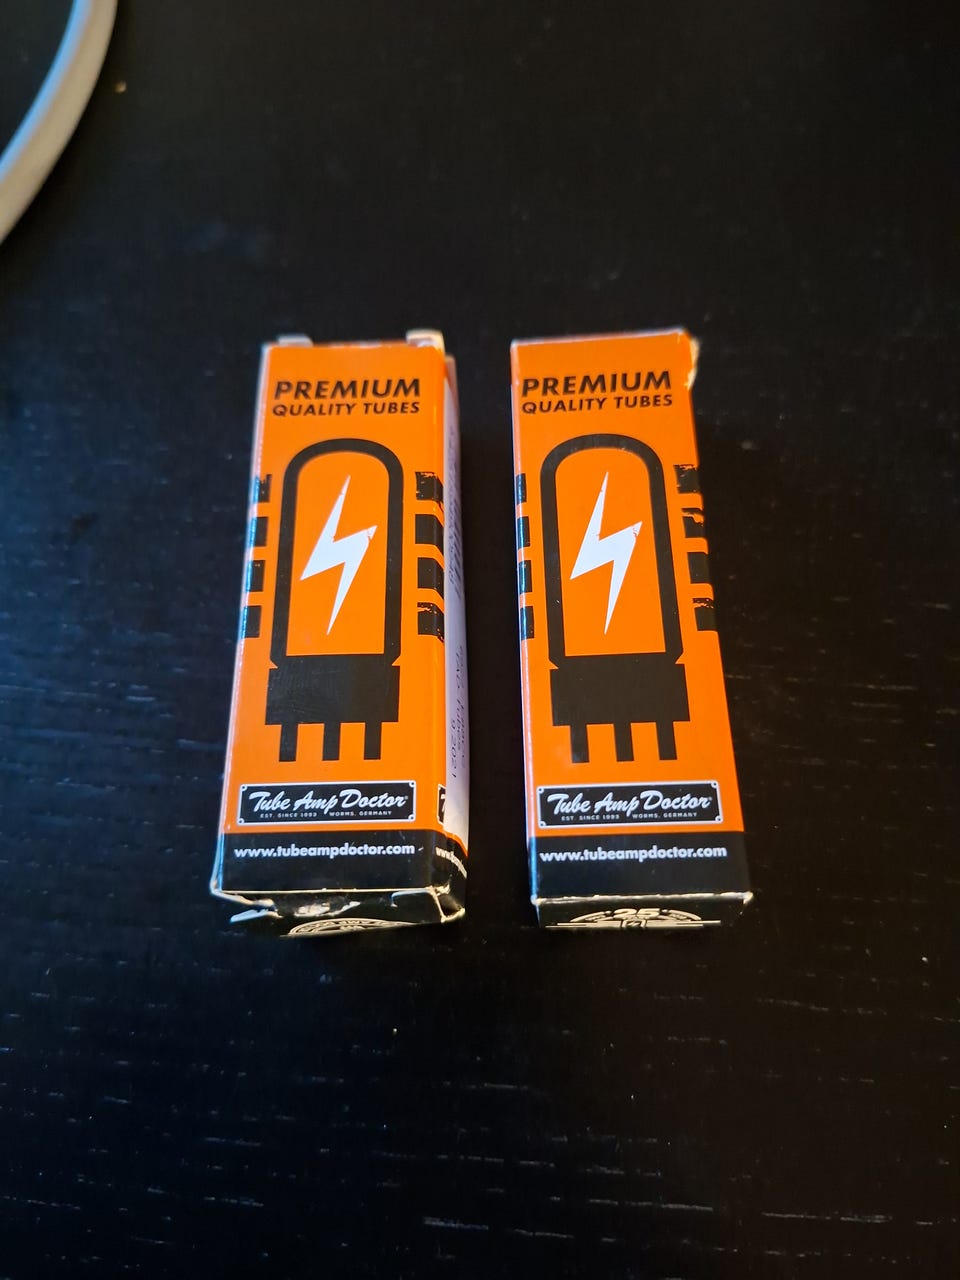 PREMIUM
QUALITY TUBES
Tube Amp Doctor
EST. SINCE 1993 WORMS, GERMANY
www.tubeampdoctor.com
PREMIUM
QUALITY TUBES
Tube Amp Doctor
EST. SINCE 1993 WORMS, GERMANY
www.tubeampdoctor.com
25